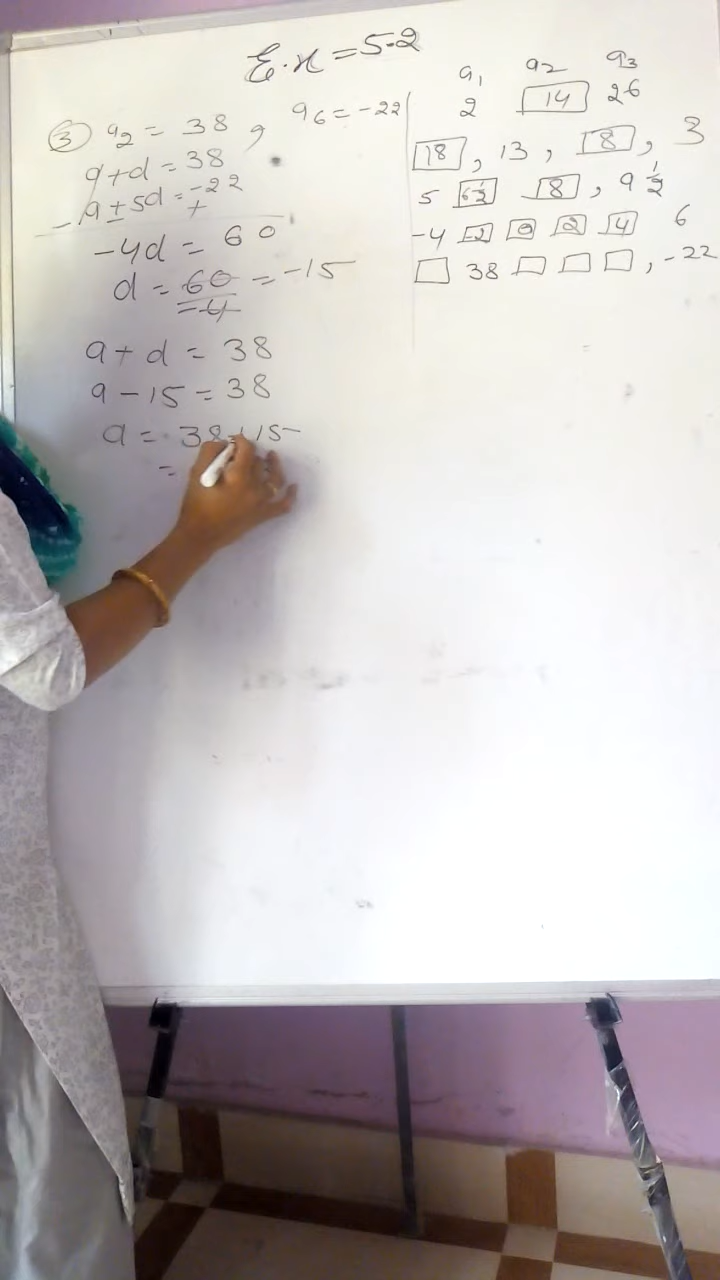 E.x = 5.2
③ a2 = 38 , a6 = -22
a+d = 38
- a ± 5d = -22
+
-4d = 60
d = 60/-4 = -15
a + d = 38
a - 15 = 38
a = 38+15
=
a1 a2 a3
2 14 26
18 , 13 , 8 , 3
5 6½ 8 , 9½
-4 -2 0 2 4 6
38 , -22